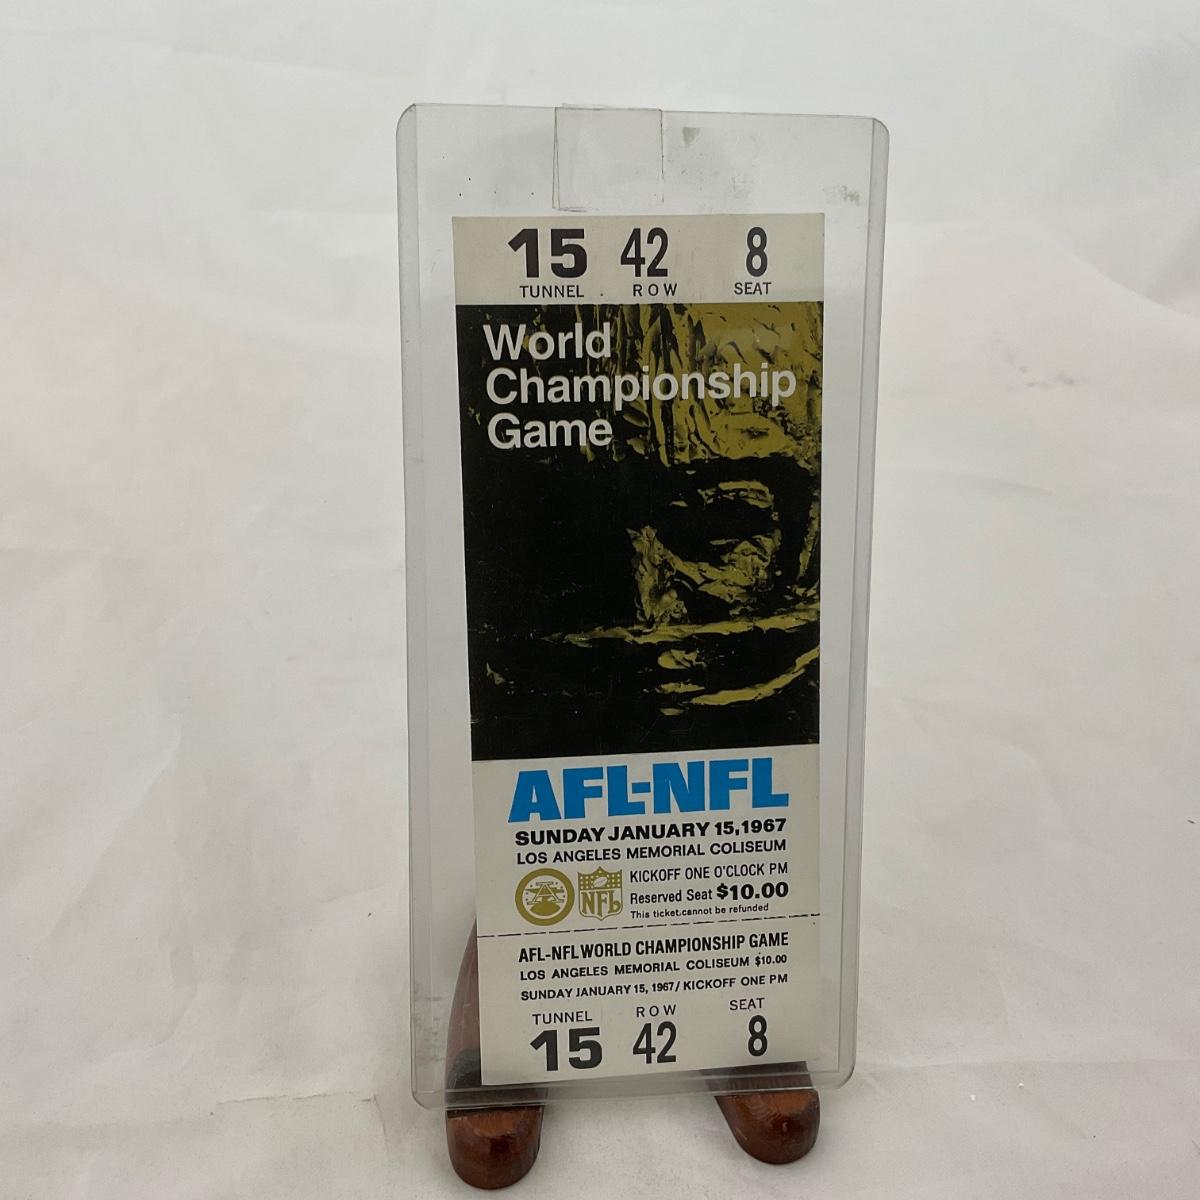 15 42 8
TUNNEL . ROW SEAT
World
Championship
Game
AFL-NFL
SUNDAY JANUARY 15, 1967
LOS ANGELES MEMORIAL COLISEUM
KICKOFF ONE O'CLOCK PM
A NFL Reserved Seat $10.00
This ticket.cannot be refunded
AFL-NFL WORLD CHAMPIONSHIP GAME
LOS ANGELES MEMORIAL COLISEUM $10.00
SUNDAY JANUARY 15, 1967/ KICKOFF ONE PM
TUNNEL ROW SEAT
15 42 8